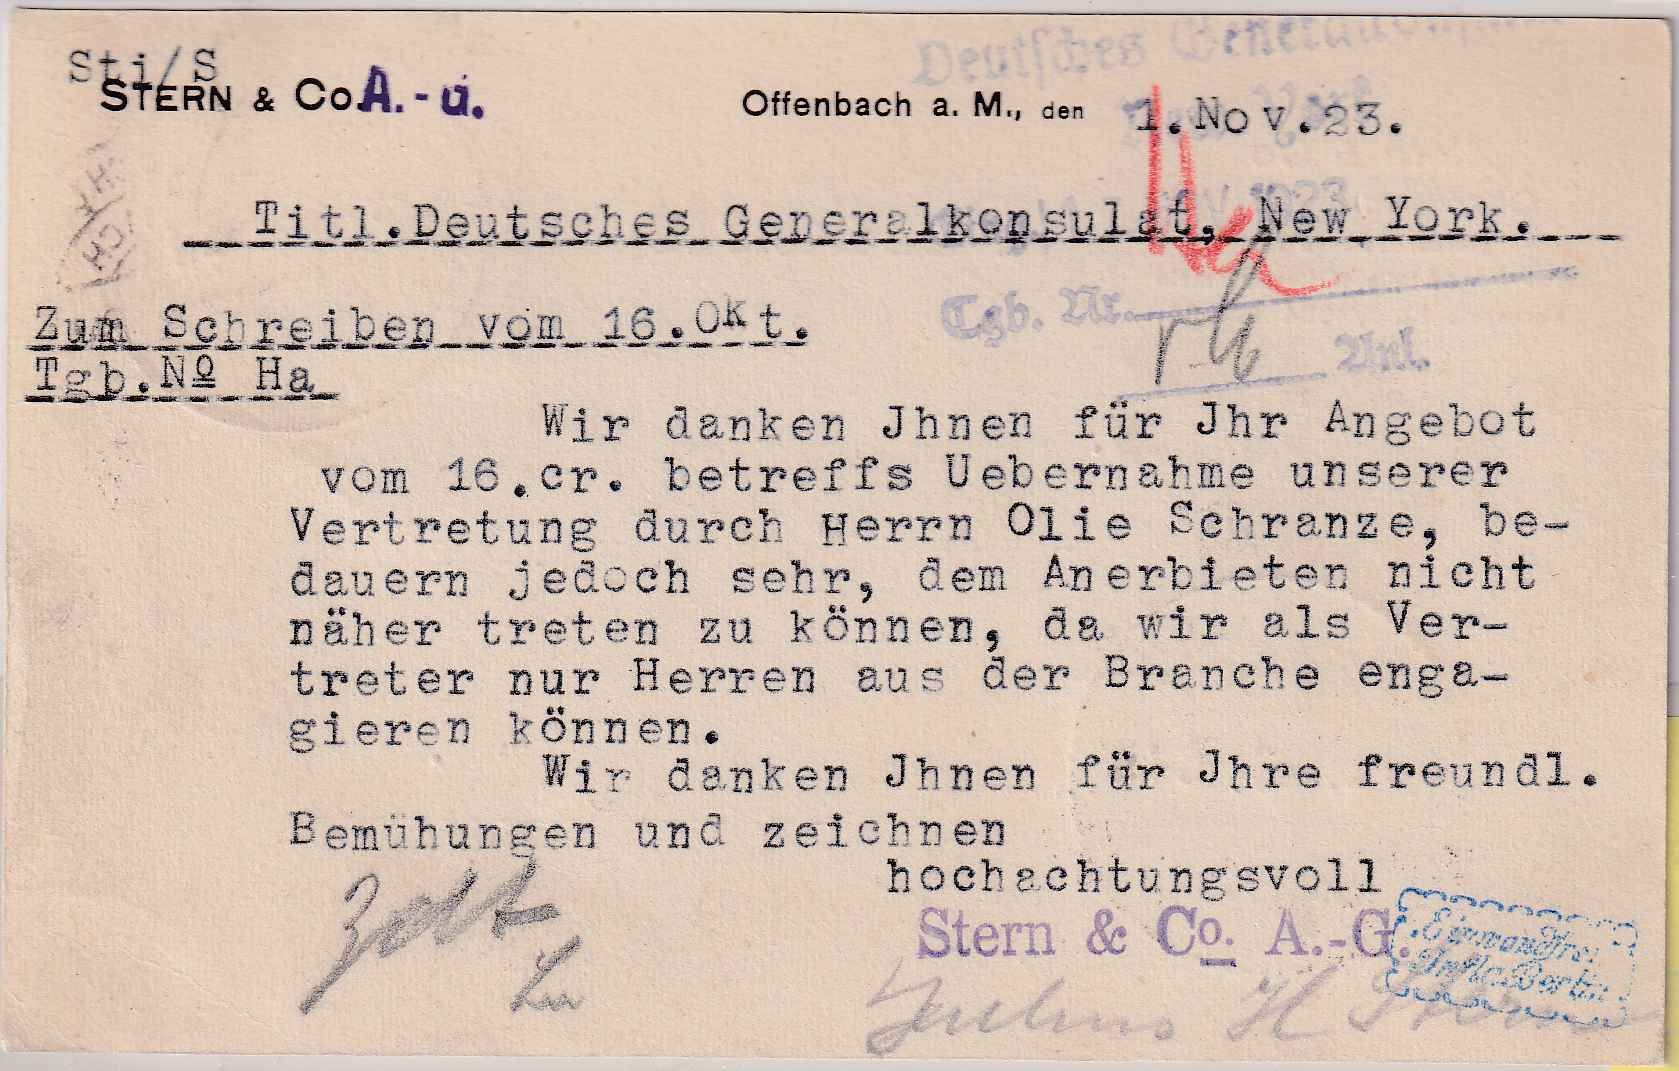 Deutsches
Sti/S
STERN & Co A.-G. Offenbach a. M., den 1.Nov.23.
Titl.Deutsches Generalkonsulat, New York.
Zum Schreiben vom 16.Okt.
Tgb. Nr.
Tgb.Nº Ha
Anl.
Wir danken Jhnen für Jhr Angebot
vom 16.cr. betreffs Uebernahme unserer
Vertretung durch Herrn Olie Schranze, be-
dauern jedoch sehr, dem Anerbieten nicht
näher treten zu können, da wir als Ver-
treter nur Herren aus der Branche enga-
gieren können.
Wir danken Jhnen für Jhre freundl.
Bemühungen und zeichnen
hochachtungsvoll
Stern & Co. A.-G.
Einwandfrei
Infla Berlin